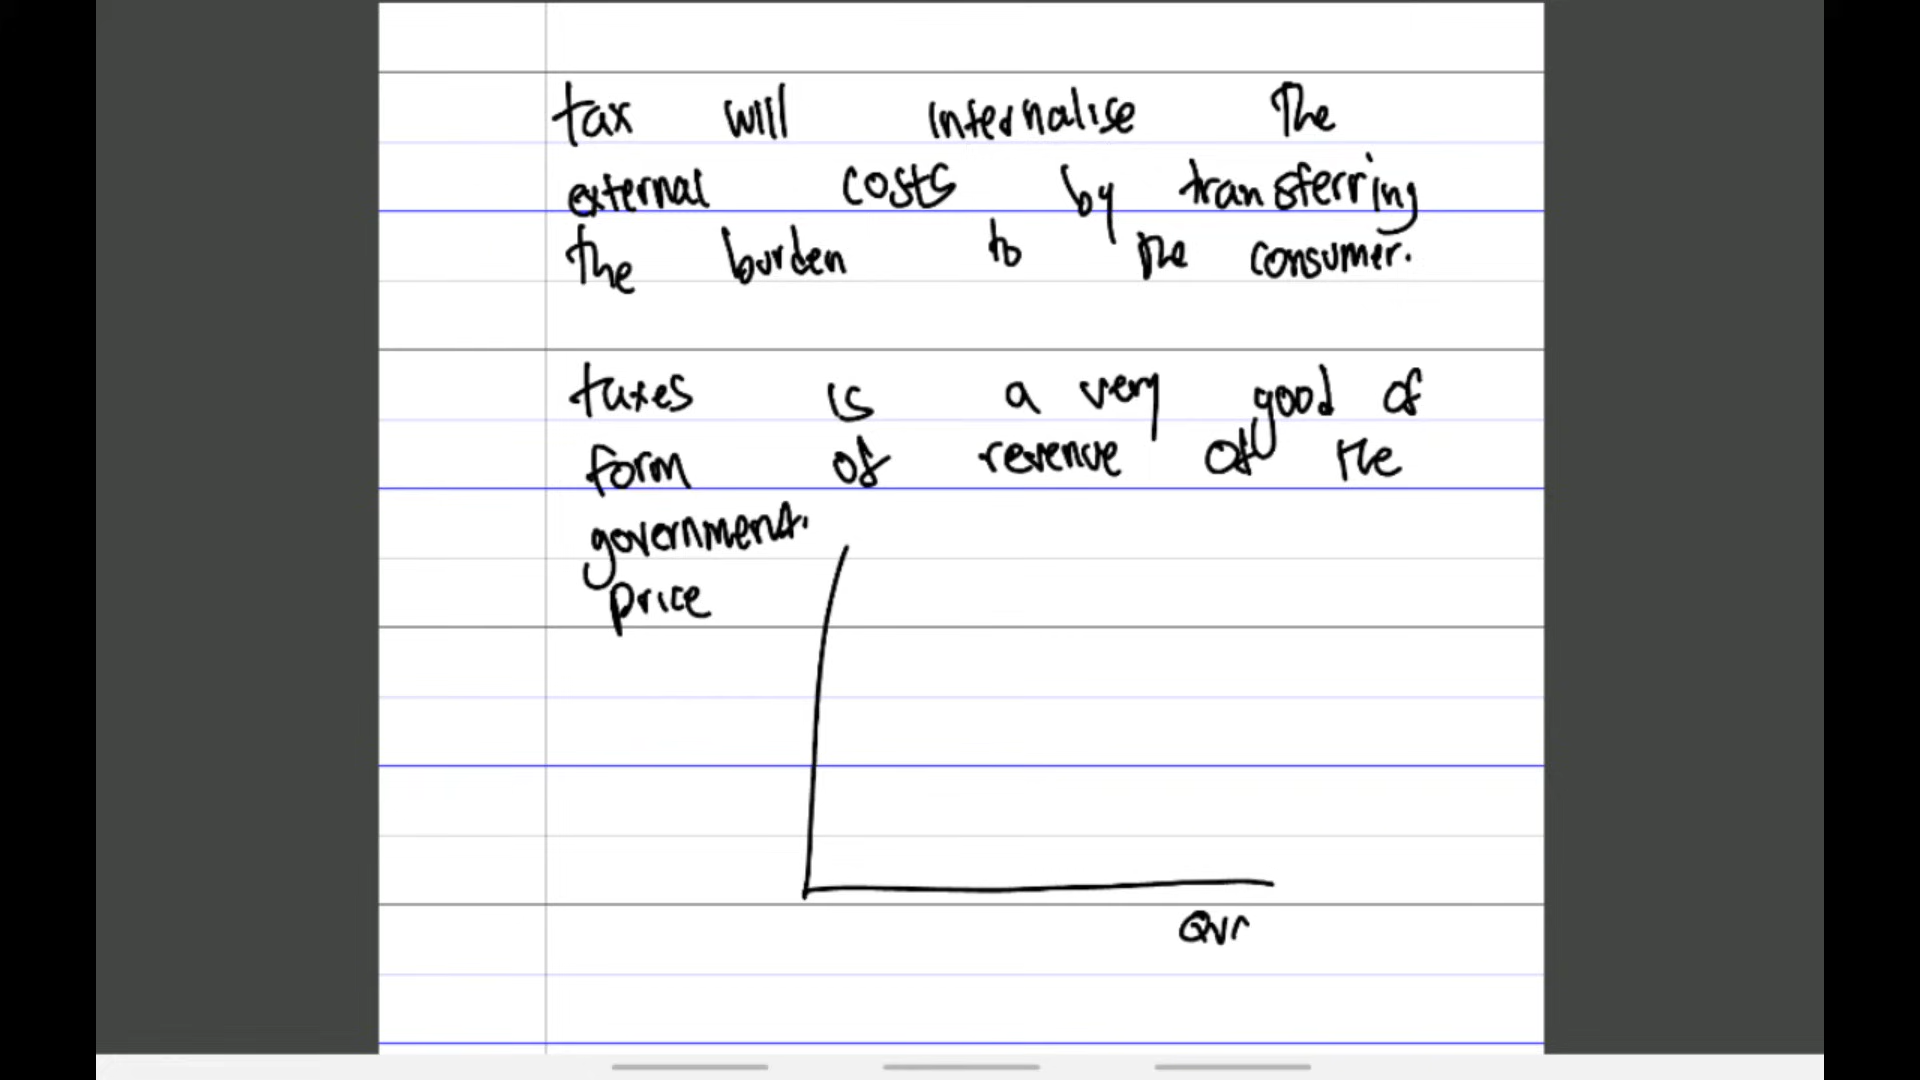 tax will internalise the
external costs by transferring
the burden to the consumer.
taxes is a very good of
form of revenue of the
government.
price